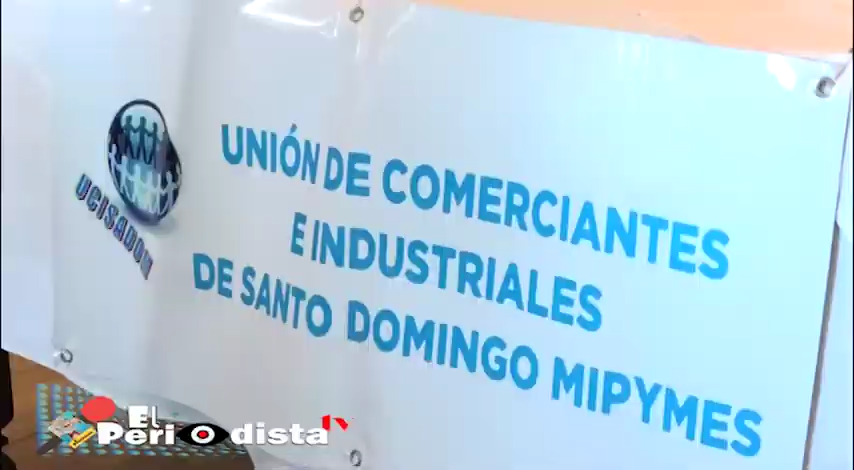 UNIÓN DE COMERCIANTES
E INDUSTRIALES
DE SANTO DOMINGO MIPYMES
UCISADOM
El
Periodista